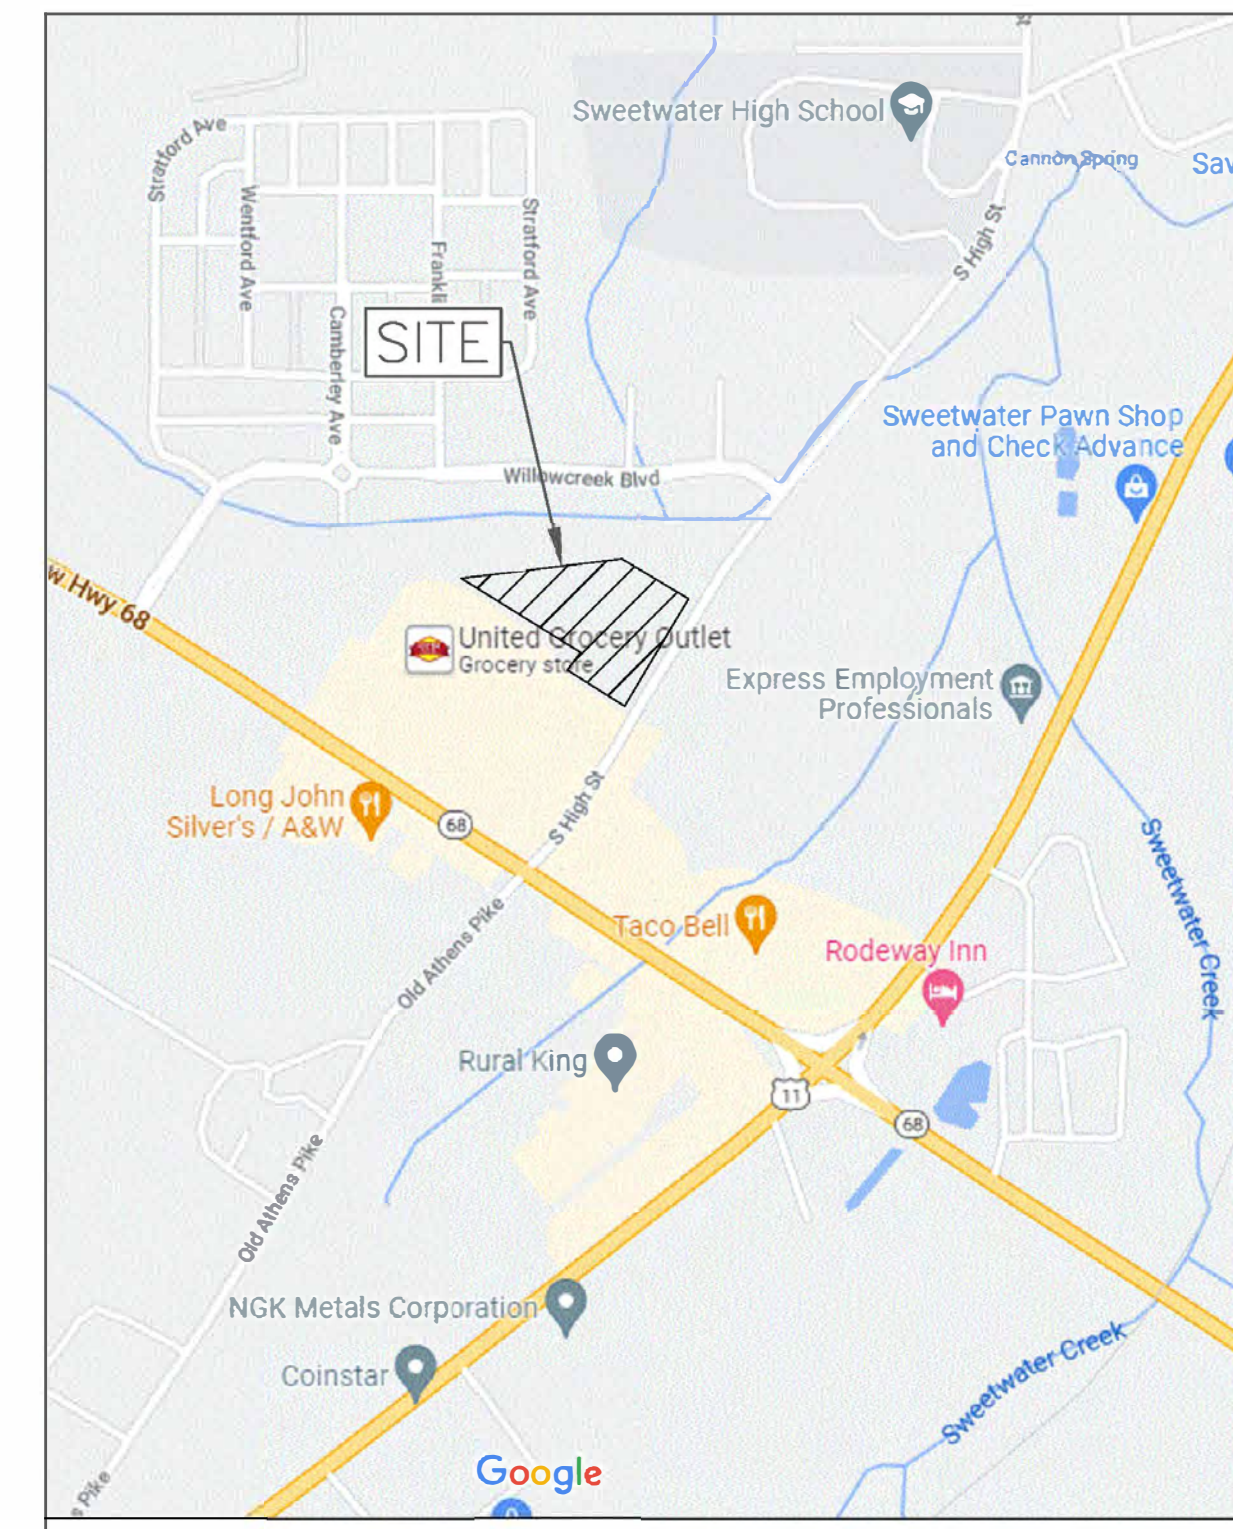 St
Sweetwater High School
Stratford Ave
Cannon Spring
Sav
Wentford Ave
Stratford Ave
S High St
Frankli
SITE
Camberley Ave
Sweetwater Pawn Shop
and Check Advance
Willowcreek Blvd
w Hwy 68
United Grocery Outlet
Grocery store
Express Employment
Professionals
Long John
Silver's / A&W
68
S High St
Sweetwater Creek
Taco Bell
Old Athens Pike
Rodeway Inn
Rural King
11
68
Old Athens Pike
NGK Metals Corporation
Coinstar
Sweetwater Creek
Google
s Pike